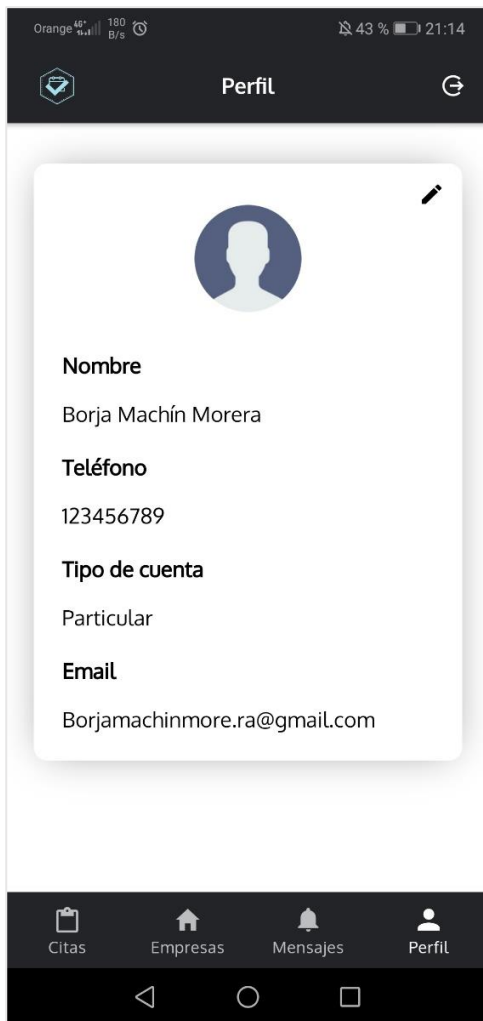 Orange 4G+ 180 B/s 43 % 21:14
Perfil
Nombre
Borja Machín Morera
Teléfono
123456789
Tipo de cuenta
Particular
Email
Borjamachinmore.ra@gmail.com
Citas Empresas Mensajes Perfil